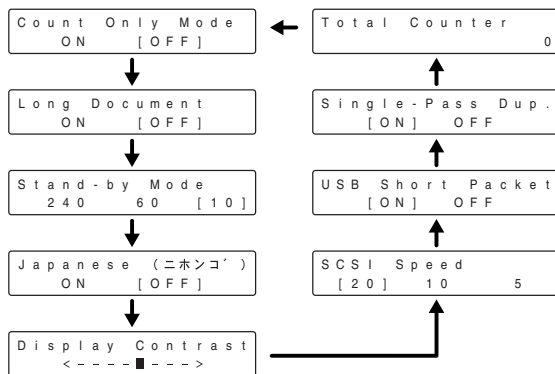 Count Only Mode
ON [OFF]
Long Document
ON [OFF]
Stand-by Mode
240 60 [10]
Japanese (ニホンゴ)
ON [OFF]
Display Contrast
<----■--->
SCSI Speed
[20] 10 5
USB Short Packet
[ON] OFF
Single-Pass Dup.
[ON] OFF
Total Counter
0